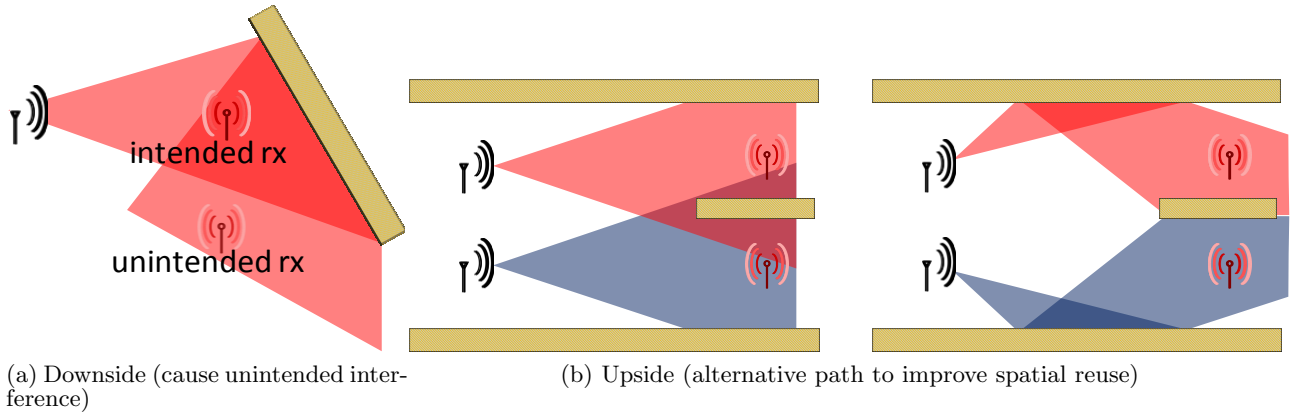 intended rx
unintended rx
(a) Downside (cause unintended inter-
ference)
(b) Upside (alternative path to improve spatial reuse)